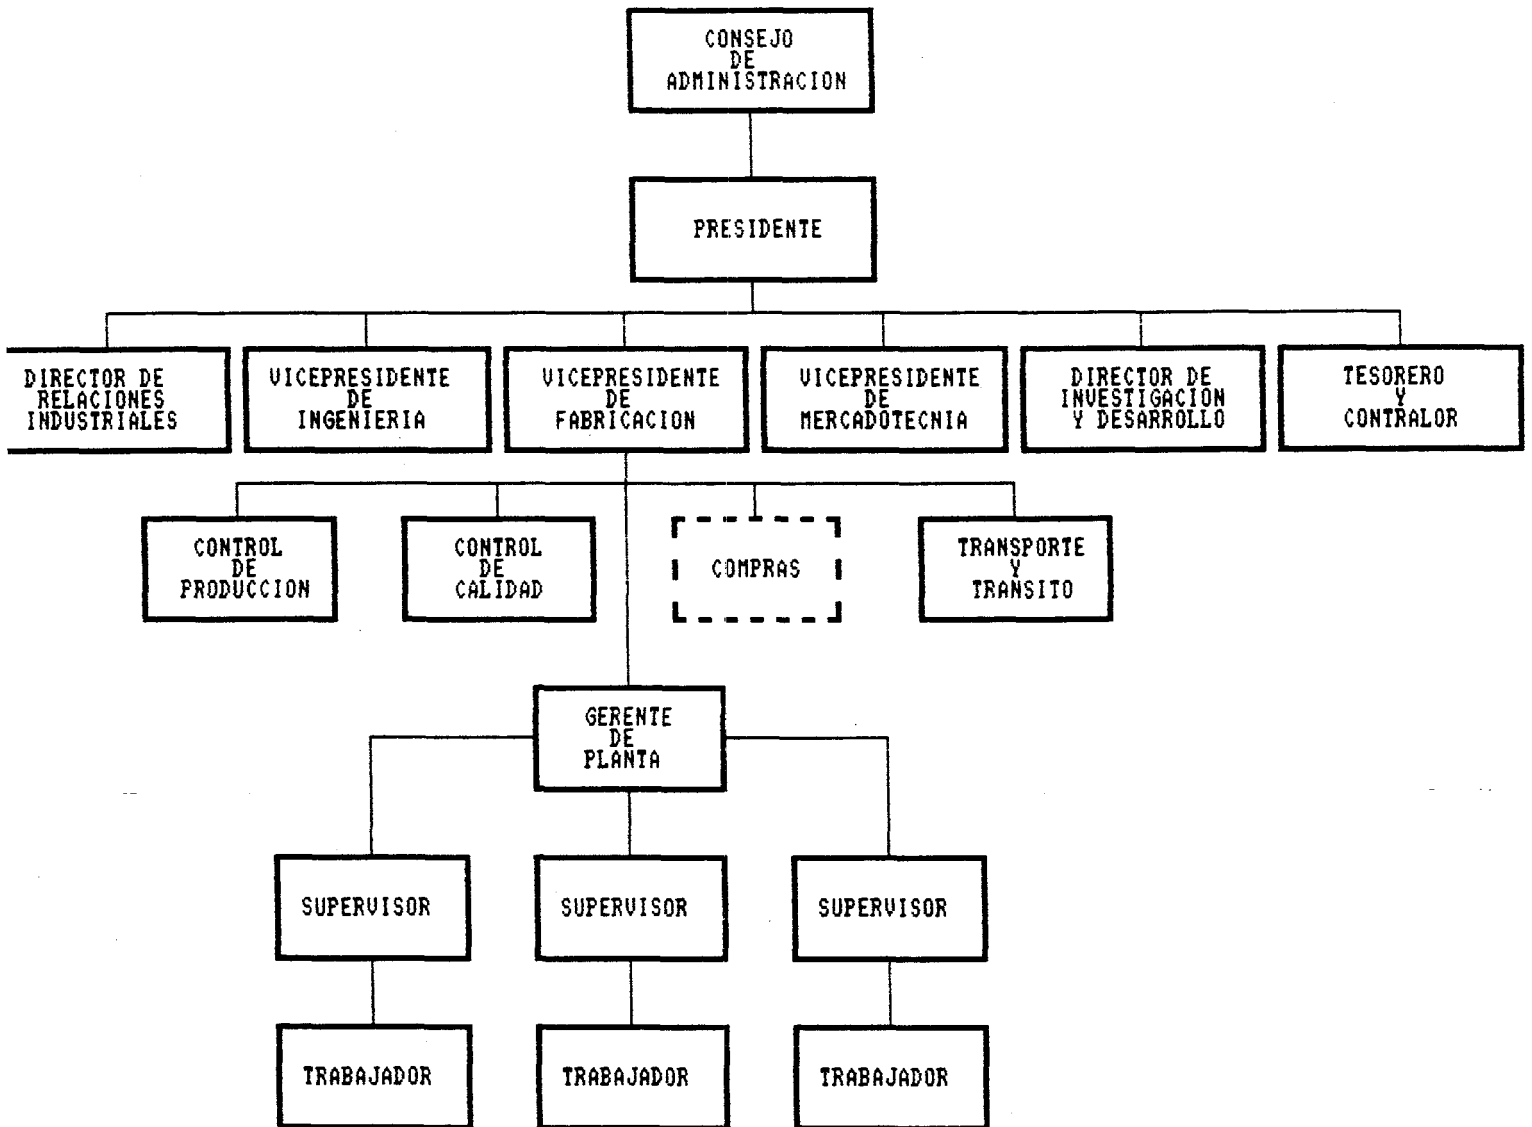 CONSEJO
DE
ADMINISTRACION
PRESIDENTE
DIRECTOR DE
RELACIONES
INDUSTRIALES
VICEPRESIDENTE
DE
INGENIERIA
VICEPRESIDENTE
DE
FABRICACION
VICEPRESIDENTE
DE
MERCADOTECNIA
DIRECTOR DE
INVESTIGACION
Y DESARROLLO
TESORERO
Y
CONTRALOR
CONTROL
DE
PRODUCCION
CONTROL
DE
CALIDAD
COMPRAS
TRANSPORTE
Y
TRANSITO
GERENTE
DE
PLANTA
SUPERVISOR
SUPERVISOR
SUPERVISOR
TRABAJADOR
TRABAJADOR
TRABAJADOR